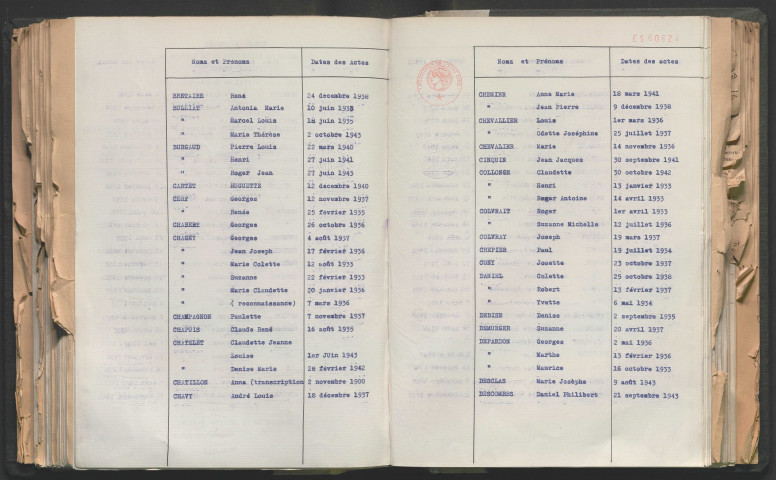 Noms et Prénoms Dates des Actes
BRETAIRE René 24 decembre 1938
BULLIAT Antonia Marie 10 juin 1933
" Marcel Louis 18 juin 1935
" Marie Thérèse 2 octobre 1943
BURGAUD Pierre Louis 22 mars 1940
" Henri 27 juin 1941
" Roger Jean 27 juin 1943
CARTET HUGUETTE 12 décembre 1940
CERF Georges 12 novembre 1937
" Renée 25 février 1935
CHABERT Georges 26 octobre 1936
CHAGNY Georges 4 août 1937
" Jean Joseph 17 février 1936
" Marie Colette 12 août 1933
" Suzanne 22 février 1933
" Marie Claudette 20 janvier 1936
" ( reconnaissance) 7 mars 1936
CHAMPAGNON Paulette 7 novembre 1937
CHAPUIS Claude René 16 août 1935
CHATELET Claudette Jeanne
Louise 1er JUin 1943
" Denise Marie 28 février 1942
CHATILLON Anna (transcription 2 novembre 1900
CHAVY André Louis 18 décembre 1937
Noms et Prénoms Dates des actes
CHENINE Anna Marie 18 mars 1941
" Jean Pierre 9 décembre 1938
CHEVALLIER Louis 1er mars 1936
" Odette Joséphine 25 juillet 1937
CHEVALIER Marie 14 novembre 1936
CINQUIN Jean Jacques 30 septembre 1941
COLLONGE Claudette 30 octobre 1942
" Henri 13 janvier 1933
" Roger Antoine 14 avril 1933
COLVRAIT Roger 1er avril 1933
" Suzanne Michelle 12 juillet 1936
COLVRAY Joseph 19 mars 1937
CREPIER Paul 19 juillet 1934
CUNY Josette 23 octobre 1937
DANIEL Colette 29 octobre 1938
" Robert 13 février 1937
" Yvette 6 mai 1934
DEDIEN Denise 2 septembre 1935
DEMURGER Suzanne 20 avril 1937
DEPARDON Georges 2 mai 1936
" Marthe 13 février 1936
" Maurice 16 octobre 1933
DESCLAS Marie Josèphe 9 août 1943
DESCOMBES Daniel Philibert 21 septembre 1943